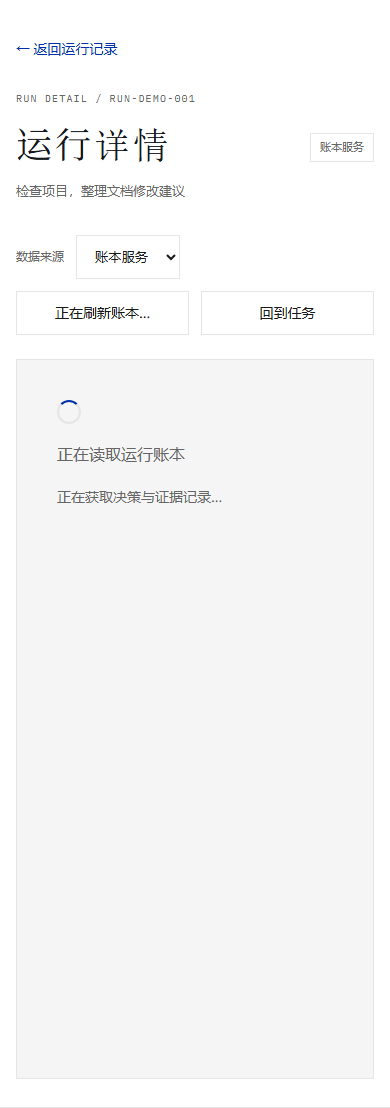 ← 返回运行记录
RUN DETAIL / RUN-DEMO-001
运行详情
账本服务
检查项目，整理文档修改建议
数据来源
账本服务
正在刷新账本...
回到任务
正在读取运行账本
正在获取决策与证据记录...